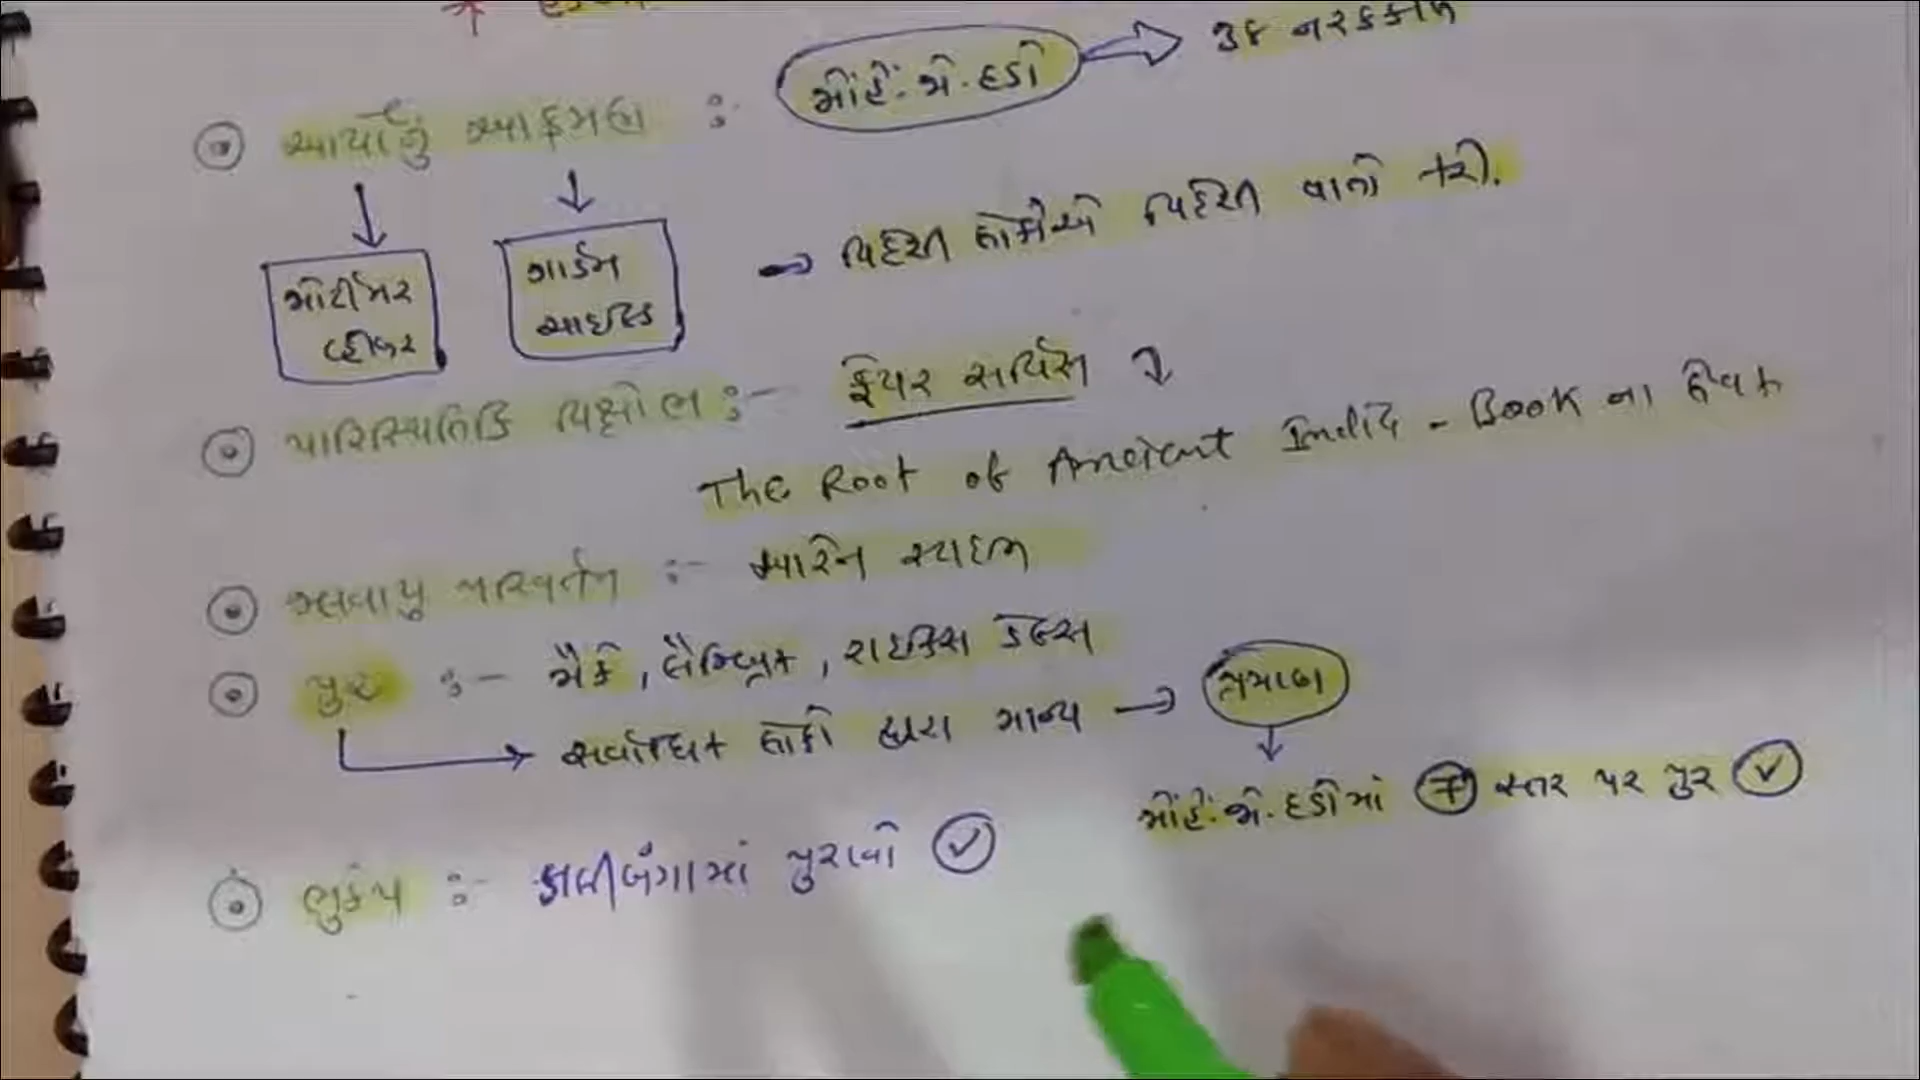 આર્યોનું આક્રમણ : મોહેં.જો.દડો → 38 નરકંકાલ
મોર્ટીમર વ્હીલર
ગાર્ડન ચાઇલ્ડ
→ વિદેશી લોકોએ વિદેશી વાતો કરી.
પારિસ્થિતિકિ વિક્ષોભ :- ફેયર સર્વિસ
The Root of Ancient India - Book ના લેખક
જલવાયુ પરિવર્તન :- આરેન સ્ટાઇન
પુર :- મૈકે, લૈમ્બ્રિક, રાઇક્સ ડેલ્સ
→ સર્વાધિક લોકો દ્વારા માન્ય → પ્રમાણ
મોહેં.જો.દડોમાં 7 સ્તર પર પુર ✓
ભુકંપ :- કાલીબંગામાં પુરાવો ✓